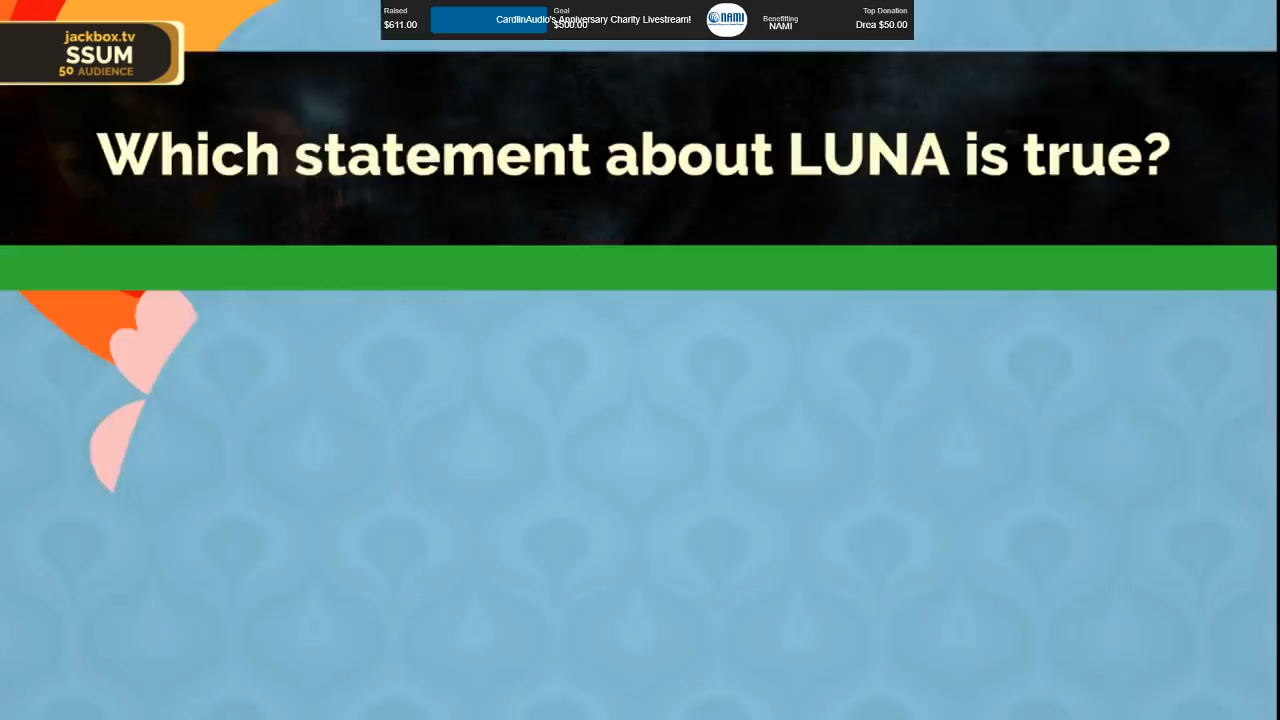 Raised
$611.00
CardlinAudio's Anniversary Charity Livestream!
Goal
$500.00
NAMI
Benefitting
NAMI
Top Donation
Drea $50.00
jackbox.tv
SSUM
50 AUDIENCE
Which statement about LUNA is true?